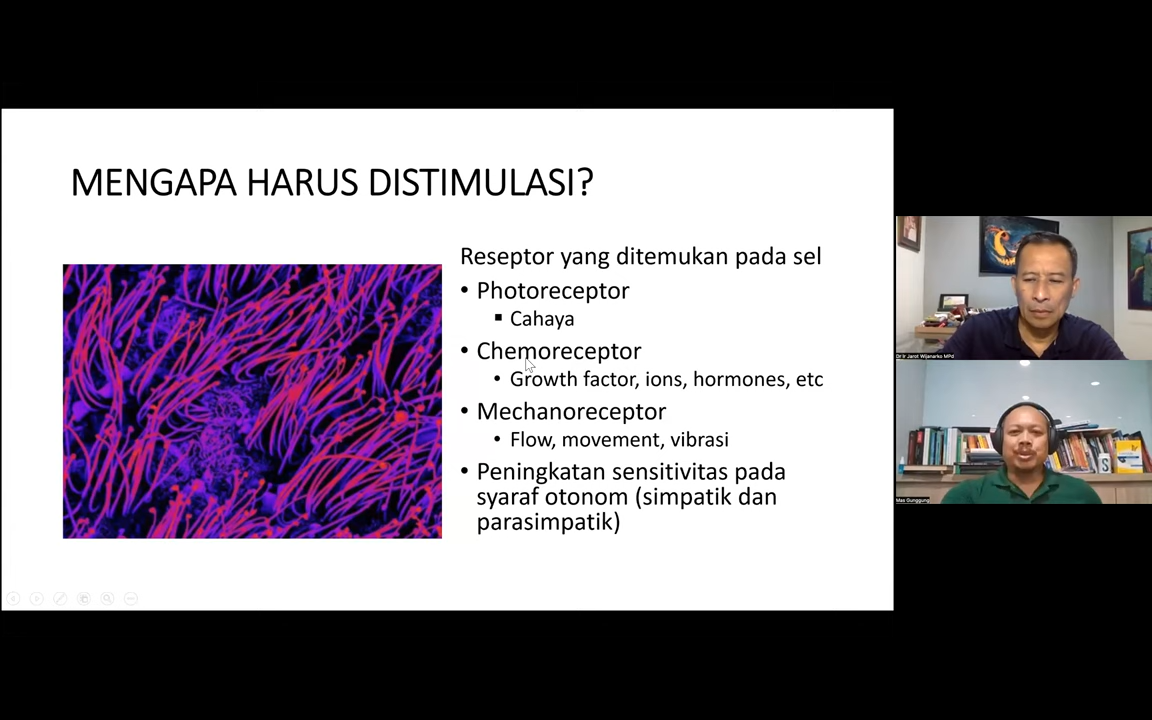 MENGAPA HARUS DISTIMULASI?
Reseptor yang ditemukan pada sel
• Photoreceptor
▪ Cahaya
• Chemoreceptor
• Growth factor, ions, hormones, etc
• Mechanoreceptor
• Flow, movement, vibrasi
• Peningkatan sensitivitas pada
syaraf otonom (simpatik dan
parasimpatik)
Dr Ir Jarot Wijanarko MPd
Mas Gunggung